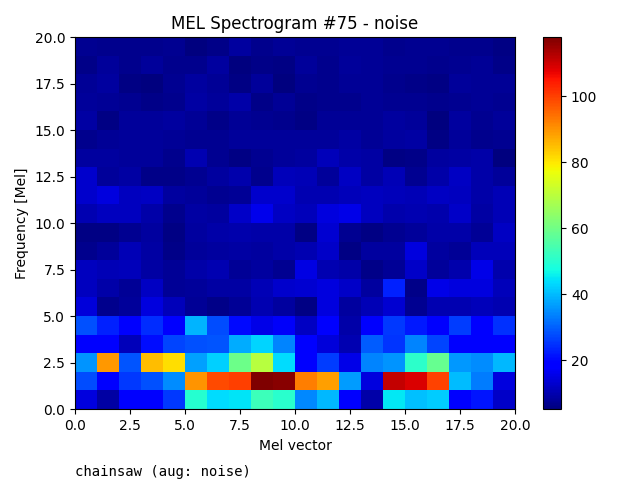 MEL Spectrogram #75 - noise
20.0
17.5
15.0
12.5
10.0
7.5
5.0
2.5
0.0
Frequency [Mel]
0.0 2.5 5.0 7.5 10.0 12.5 15.0 17.5 20.0
Mel vector
100
80
60
40
20
chainsaw (aug: noise)